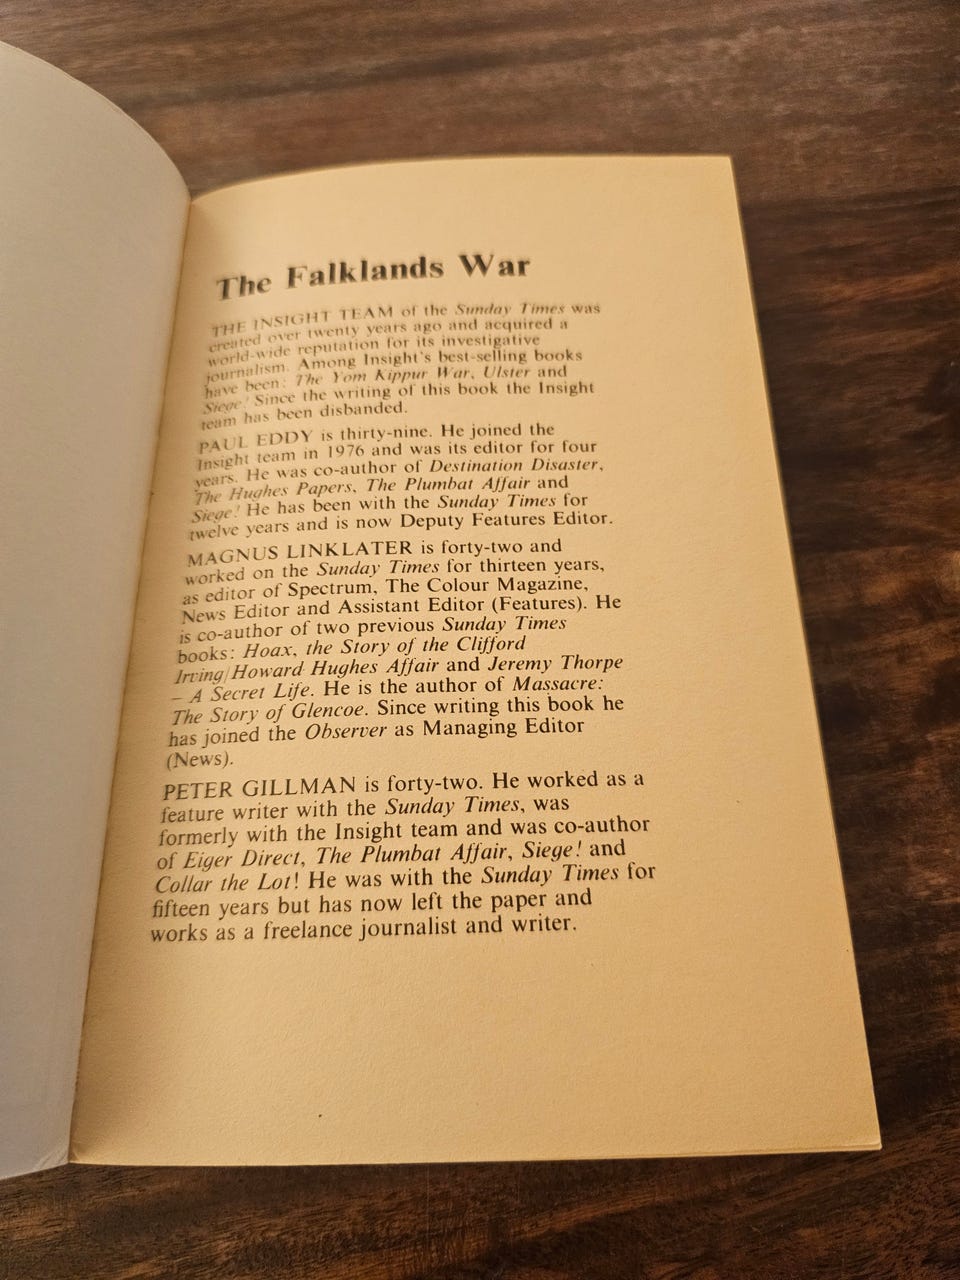 The Falklands War
THE INSIGHT TEAM of the Sunday Times was
created over twenty years ago and acquired a
world-wide reputation for its investigative
journalism. Among Insight's best-selling books
have been: The Yom Kippur War, Ulster and
Siege! Since the writing of this book the Insight
team has been disbanded.
PAUL EDDY is thirty-nine. He joined the
Insight team in 1976 and was its editor for four
years. He was co-author of Destination Disaster,
The Hughes Papers, The Plumbat Affair and
Siege! He has been with the Sunday Times for
twelve years and is now Deputy Features Editor.
MAGNUS LINKLATER is forty-two and
worked on the Sunday Times for thirteen years,
as editor of Spectrum, The Colour Magazine,
News Editor and Assistant Editor (Features). He
is co-author of two previous Sunday Times
books: Hoax, the Story of the Clifford
Irving/Howard Hughes Affair and Jeremy Thorpe
– A Secret Life. He is the author of Massacre:
The Story of Glencoe. Since writing this book he
has joined the Observer as Managing Editor
(News).
PETER GILLMAN is forty-two. He worked as a
feature writer with the Sunday Times, was
formerly with the Insight team and was co-author
of Eiger Direct, The Plumbat Affair, Siege! and
Collar the Lot! He was with the Sunday Times for
fifteen years but has now left the paper and
works as a freelance journalist and writer.